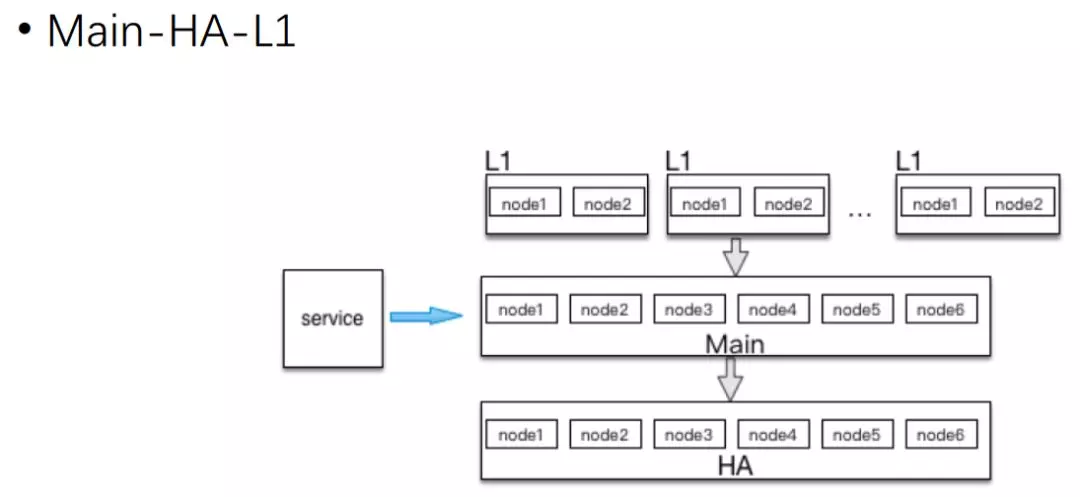 • Main-HA-L1
L1 L1 L1
node1 node2 node1 node2 ... node1 node2
service
node1 node2 node3 node4 node5 node6
Main
node1 node2 node3 node4 node5 node6
HA